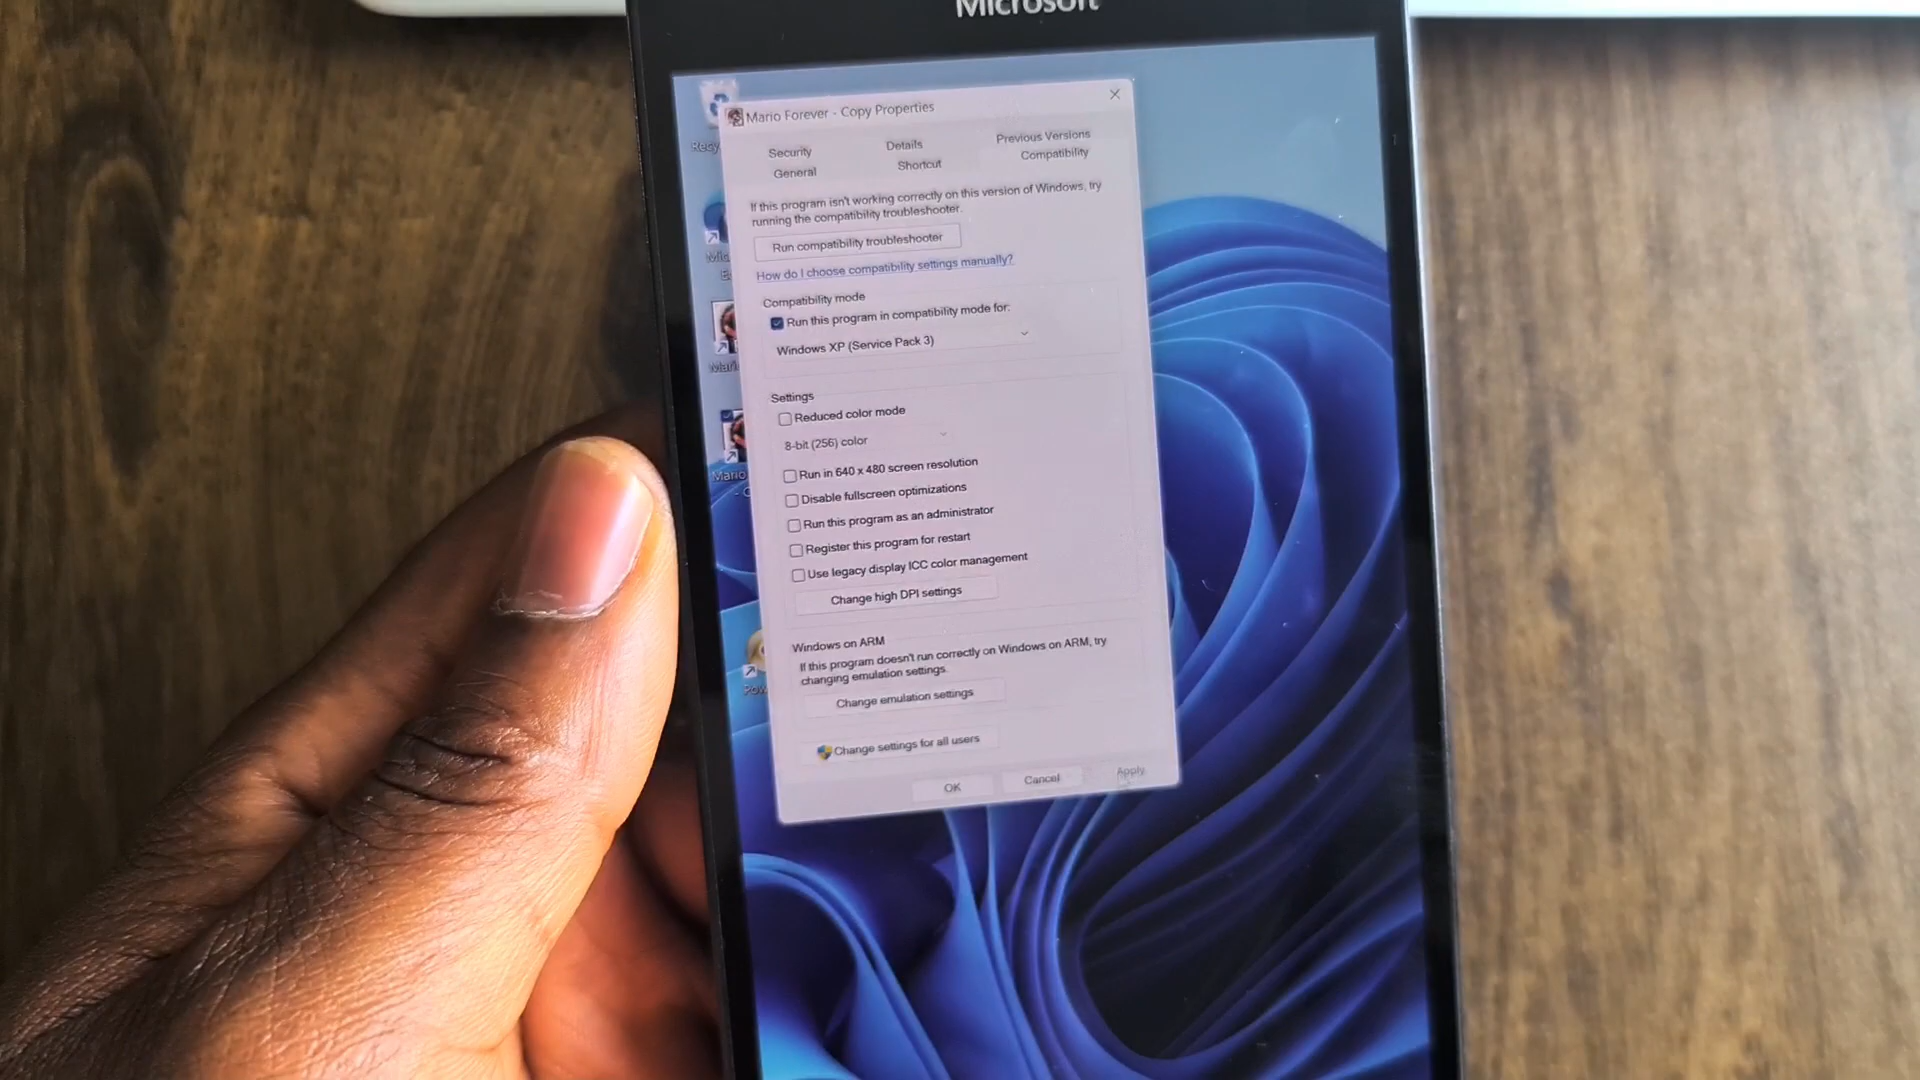 Microsoft
Mario Forever - Copy Properties
Security Details Previous Versions
General Shortcut Compatibility
If this program isn't working correctly on this version of Windows, try
running the compatibility troubleshooter.
Run compatibility troubleshooter
How do I choose compatibility settings manually?
Compatibility mode
Run this program in compatibility mode for:
Windows XP (Service Pack 3)
Settings
Reduced color mode
8-bit (256) color
Run in 640 x 480 screen resolution
Disable fullscreen optimizations
Run this program as an administrator
Register this program for restart
Use legacy display ICC color management
Change high DPI settings
Windows on ARM
If this program doesn't run correctly on Windows on ARM, try
changing emulation settings.
Change emulation settings
Change settings for all users
OK Cancel Apply
Recy
Mic
E
Mari
Mario
- C
Pow